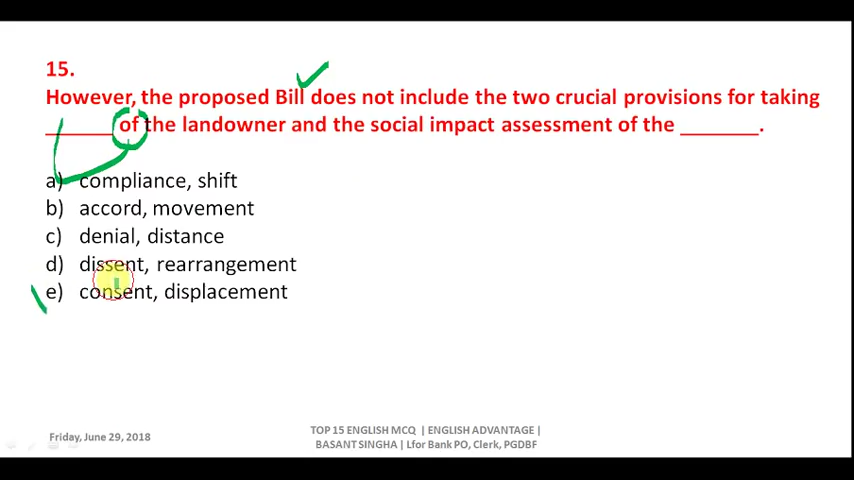 15.
However, the proposed Bill does not include the two crucial provisions for taking
______ of the landowner and the social impact assessment of the _______.
a) compliance, shift
b) accord, movement
c) denial, distance
d) dissent, rearrangement
e) consent, displacement
Friday, June 29, 2018
TOP 15 ENGLISH MCQ | ENGLISH ADVANTAGE |
BASANT SINGHA | Lfor Bank PO, Clerk, PGDBF